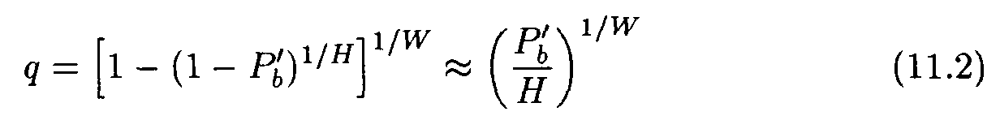 q = [1 − (1 − P′_b)^{1/H}]^{1/W} ≈ (P′_b / H)^{1/W} (11.2)